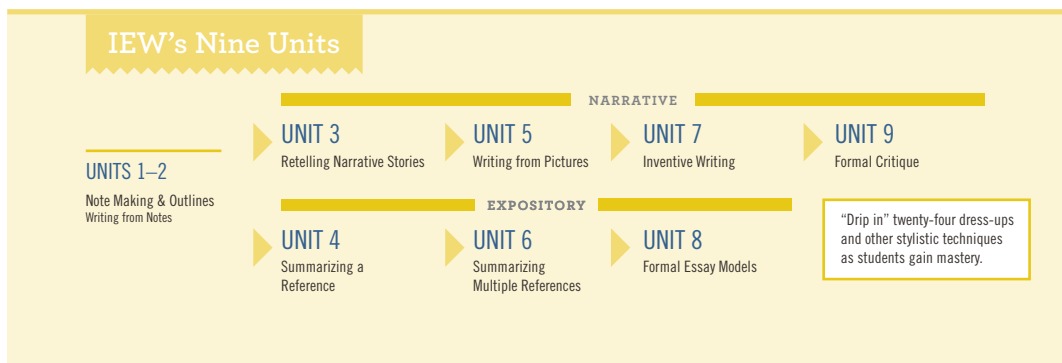 IEW's Nine Units
UNITS 1–2
Note Making & Outlines
Writing from Notes
NARRATIVE
UNIT 3
Retelling Narrative Stories
UNIT 5
Writing from Pictures
UNIT 7
Inventive Writing
UNIT 9
Formal Critique
EXPOSITORY
UNIT 4
Summarizing a
Reference
UNIT 6
Summarizing
Multiple References
UNIT 8
Formal Essay Models
“Drip in” twenty-four dress-ups
and other stylistic techniques
as students gain mastery.